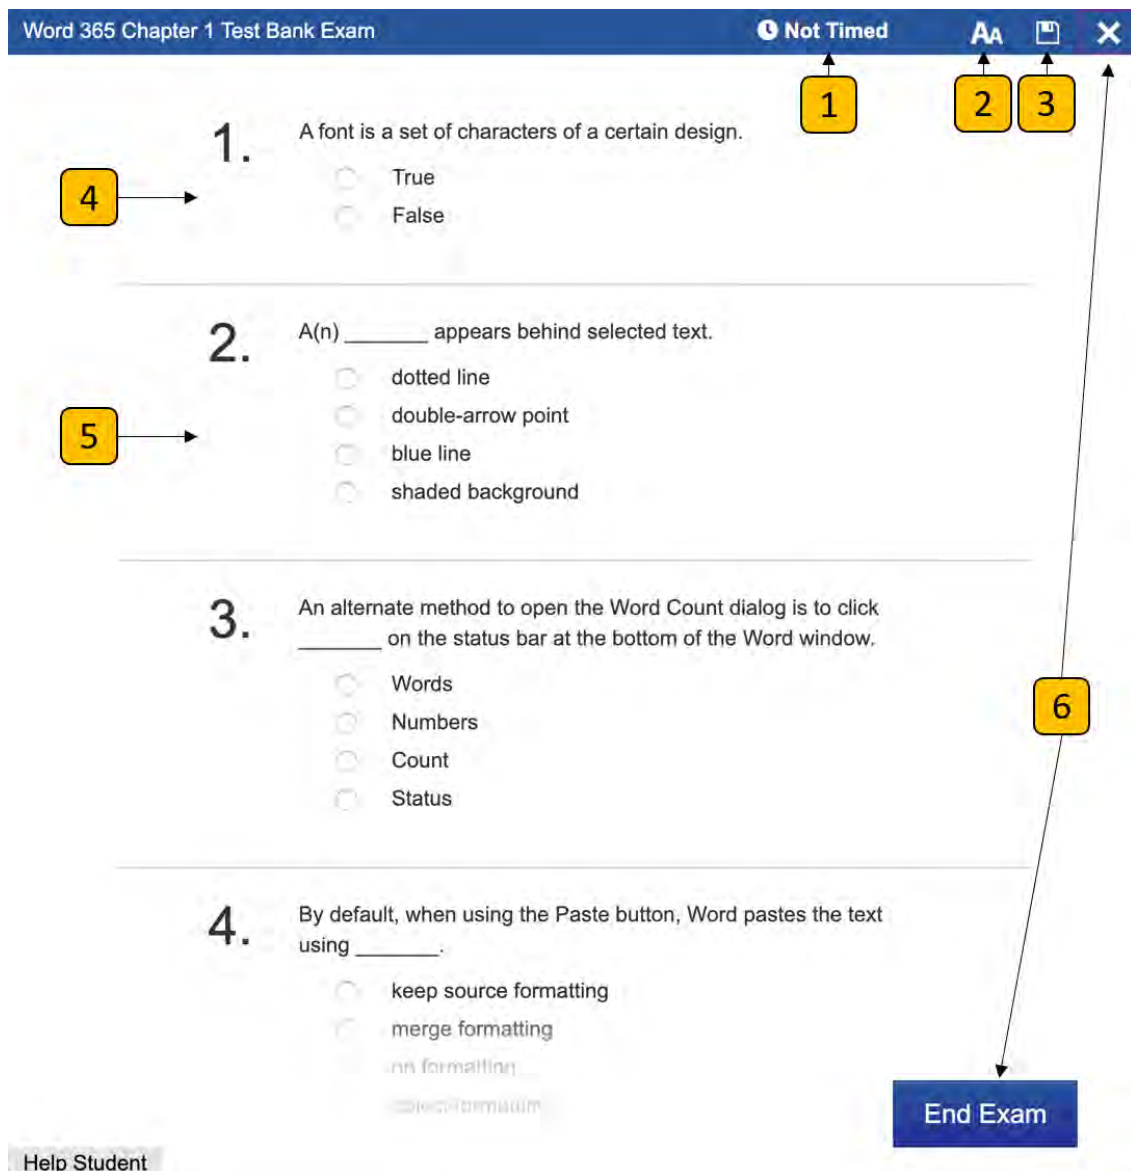 Word 365 Chapter 1 Test Bank Exam
Not Timed
AA
1
2
3
1.
A font is a set of characters of a certain design.
True
False
4
2.
A(n) _______ appears behind selected text.
dotted line
double-arrow point
blue line
shaded background
5
3.
An alternate method to open the Word Count dialog is to click
_______ on the status bar at the bottom of the Word window.
Words
Numbers
Count
Status
6
4.
By default, when using the Paste button, Word pastes the text
using _______.
keep source formatting
merge formatting
formatting
End Exam
Help Student